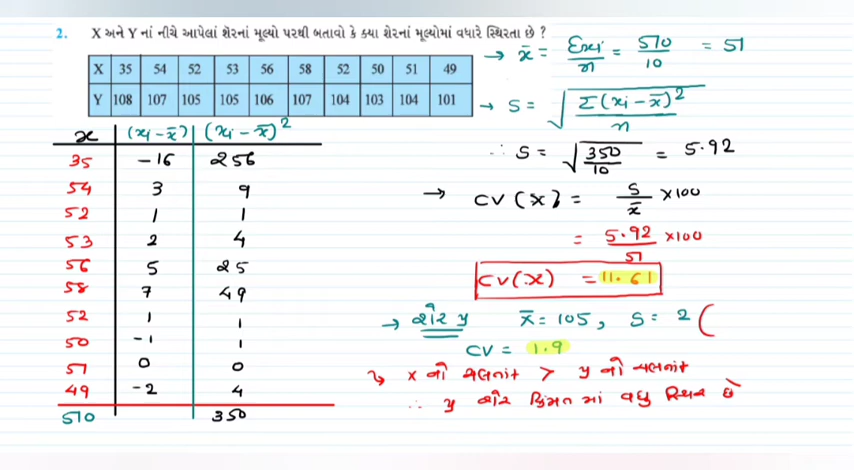 2. X અને Y નાં નીચે આપેલાં શેરનાં મૂલ્યો પરથી બતાવો કે કયા શેરનાં મૂલ્યોમાં વધારે સ્થિરતા છે ?
X 35 54 52 53 56 58 52 50 51 49
Y 108 107 105 105 106 107 104 103 104 101
x (xi - x̄) (xi - x̄)²
35 -16 256
54 3 9
52 1 1
53 2 4
56 5 25
58 7 49
52 1 1
50 -1 1
51 0 0
49 -2 4
510 350
→ x̄ = Σxi/n = 510/10 = 51
→ S = √(Σ(xi - x̄)²/n)
∴ S = √(350/10) = 5.92
→ CV(X) = S/x̄ × 100
= 5.92/51 × 100
CV(X) = 11.61
→ શેર y x̄ = 105, S = 2 (
CV = 1.9
x નો ચલનાંક > y નો ચલનાંક
∴ y શેર કિંમત માં વધુ સ્થિર છે